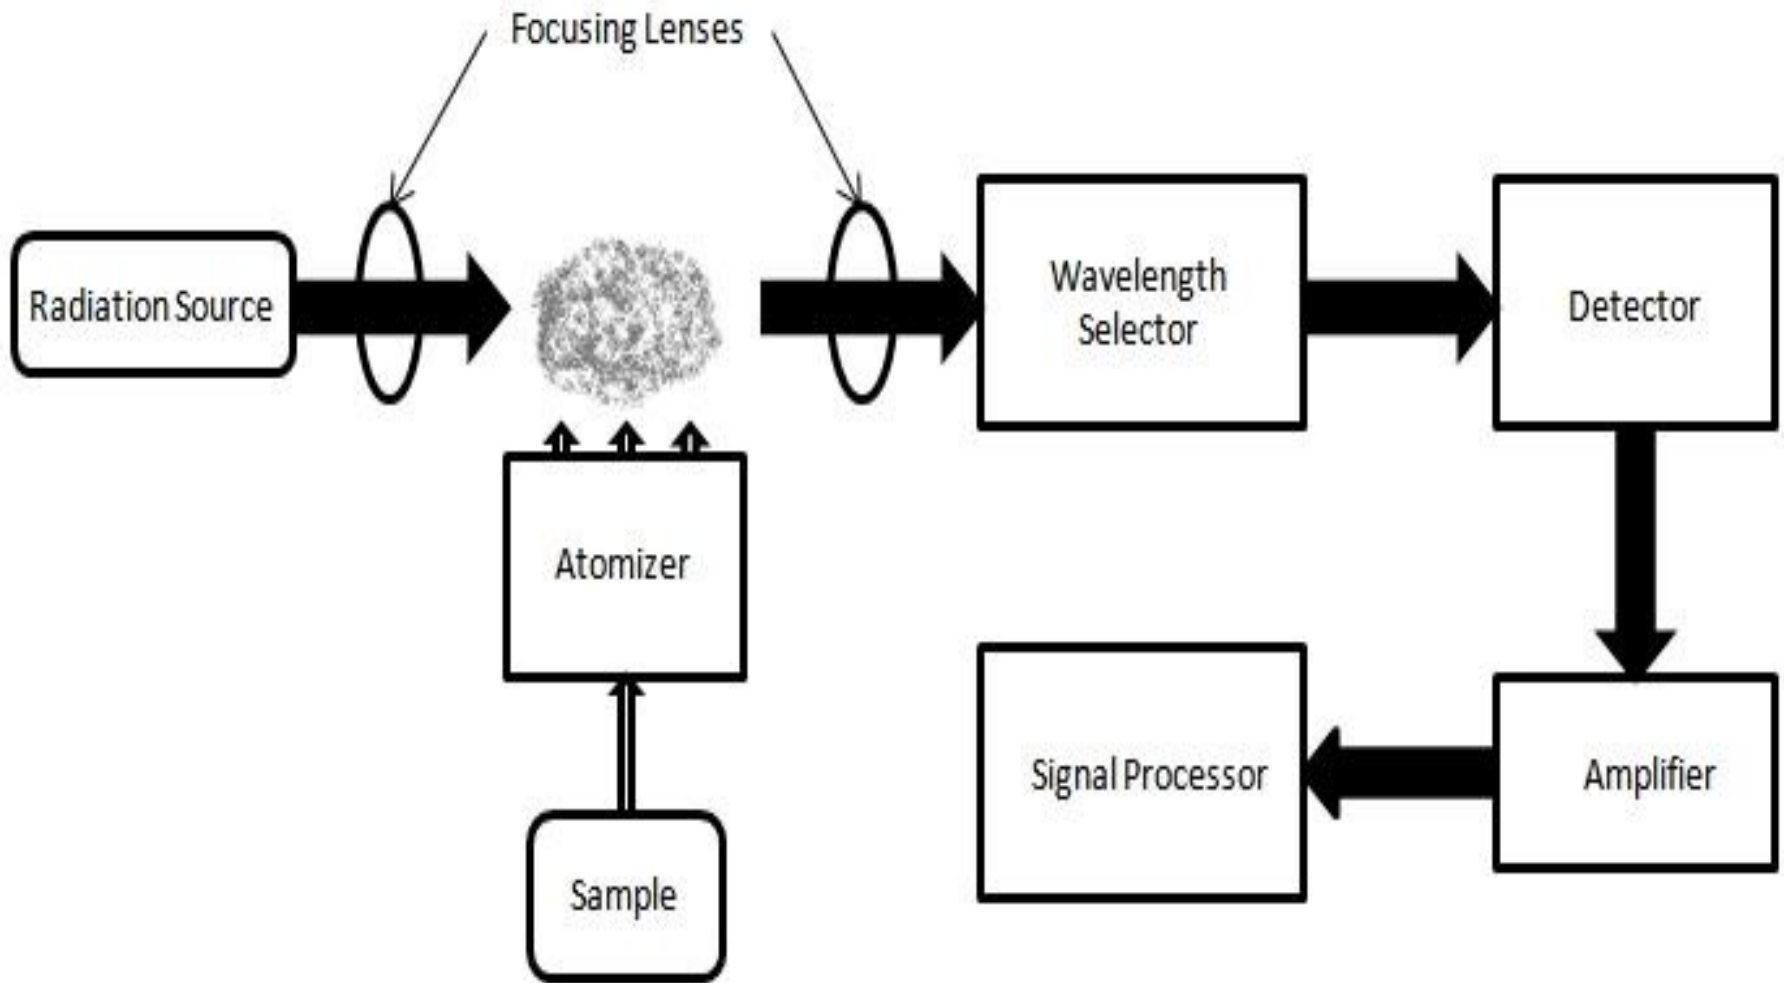 Focusing Lenses
Radiation Source
Wavelength
Selector
Detector
Atomizer
Signal Processor
Amplifier
Sample